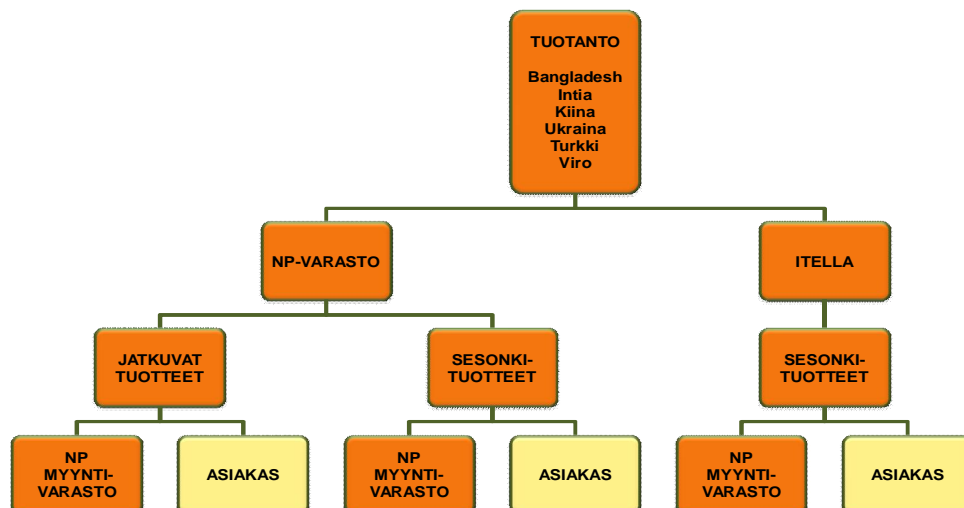 TUOTANTO
Bangladesh
Intia
Kiina
Ukraina
Turkki
Viro
NP-VARASTO
ITELLA
JATKUVAT
TUOTTEET
SESONKI-
TUOTTEET
SESONKI-
TUOTTEET
NP
MYYNTI-
VARASTO
ASIAKAS
NP
MYYNTI-
VARASTO
ASIAKAS
NP
MYYNTI-
VARASTO
ASIAKAS